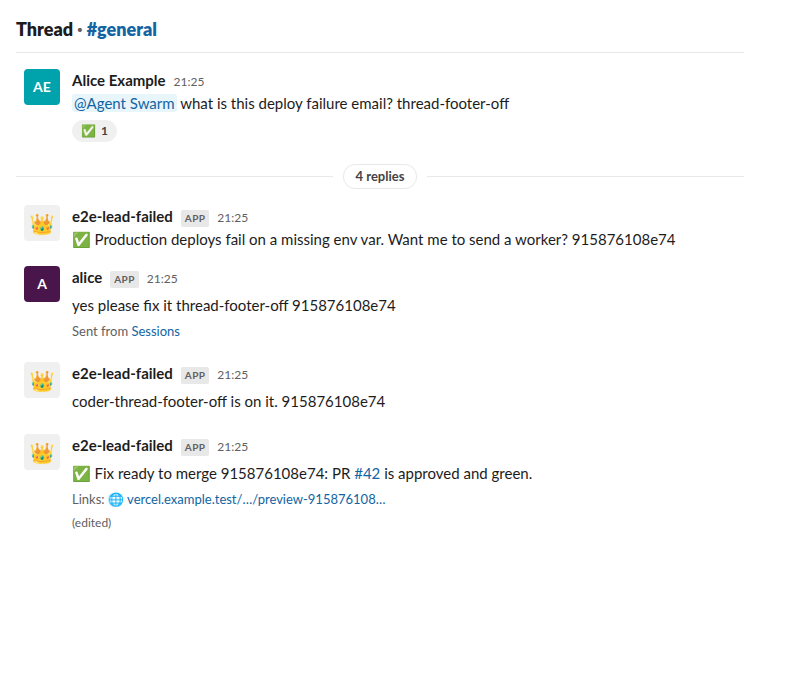 Thread • #general
AE
Alice Example 21:25
@Agent Swarm what is this deploy failure email? thread-footer-off
✅ 1
4 replies
e2e-lead-failed APP 21:25
✅ Production deploys fail on a missing env var. Want me to send a worker? 915876108e74
A
alice APP 21:25
yes please fix it thread-footer-off 915876108e74
Sent from Sessions
e2e-lead-failed APP 21:25
coder-thread-footer-off is on it. 915876108e74
e2e-lead-failed APP 21:25
✅ Fix ready to merge 915876108e74: PR #42 is approved and green.
Links: 🌐 vercel.example.test/.../preview-915876108...
(edited)